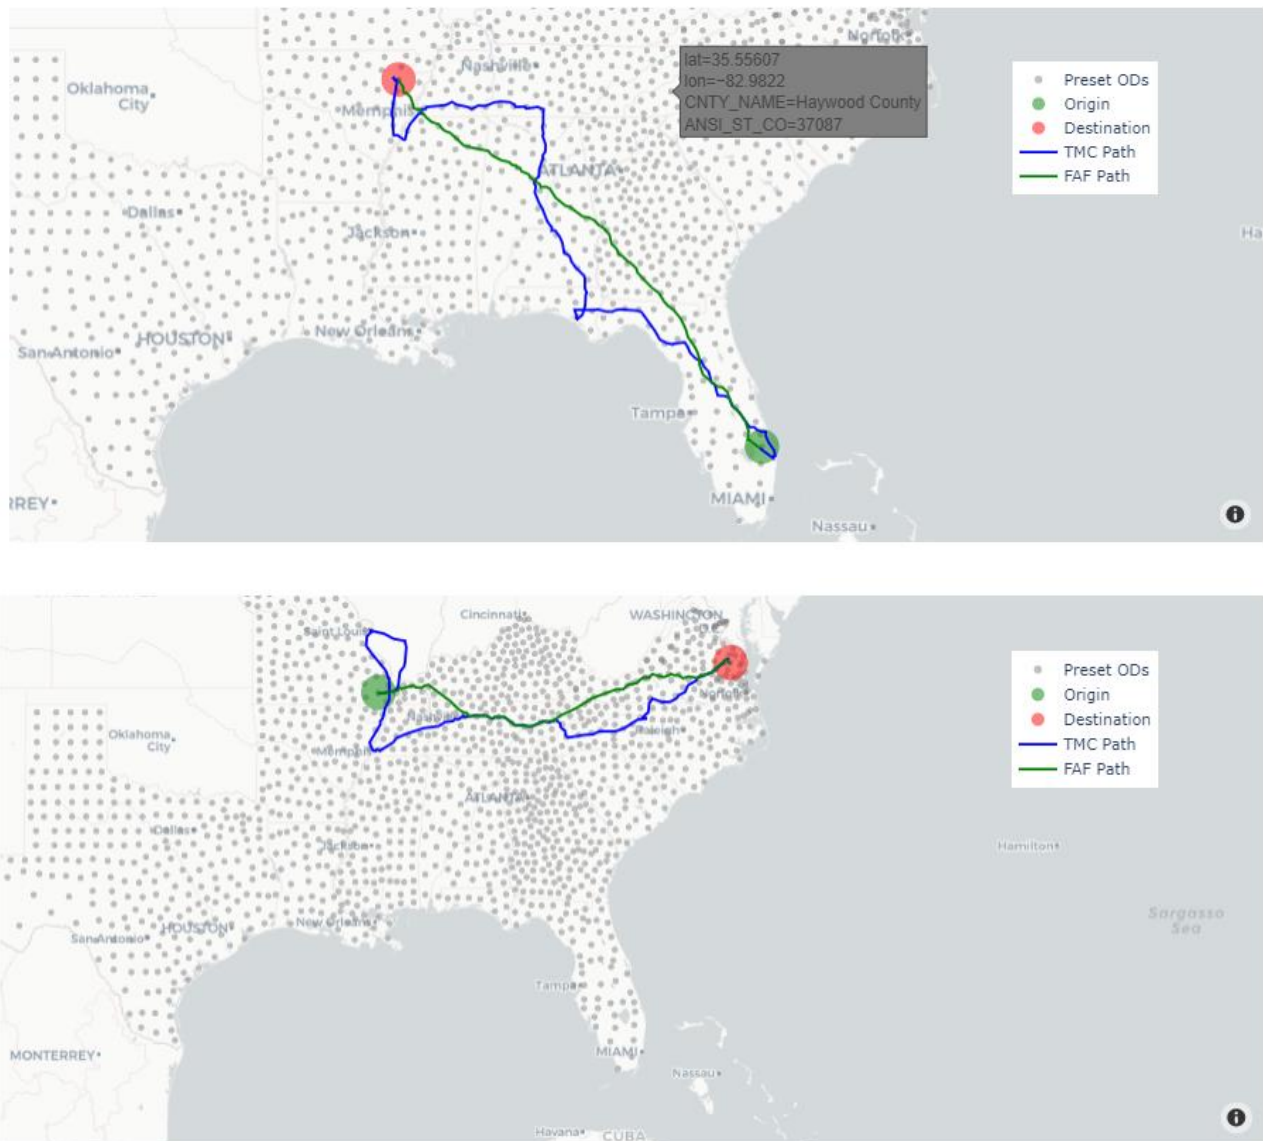 Norfolk
Nashville
Oklahoma
City
Memphis
lat=35.55607
lon=−82.9822
CNTY_NAME=Haywood County
ANSI_ST_CO=37087
Preset ODs
Origin
Destination
TMC Path
FAF Path
ATLANTA
Dallas
Jackson
Ha
New Orleans
HOUSTON
San Antonio
Tampa
MIAMI
RREY
Nassau
Cincinnati
WASHINGTON
D.C.
Saint Louis
Preset ODs
Origin
Destination
TMC Path
FAF Path
Norfolk
Nashville
Raleigh
Oklahoma
City
Memphis
ATLANTA
Dallas
Jackson
Hamilton
New Orleans
HOUSTON
San Antonio
Sargasso
Sea
Tampa
MONTERREY
MIAMI
Nassau
Havana
CUBA